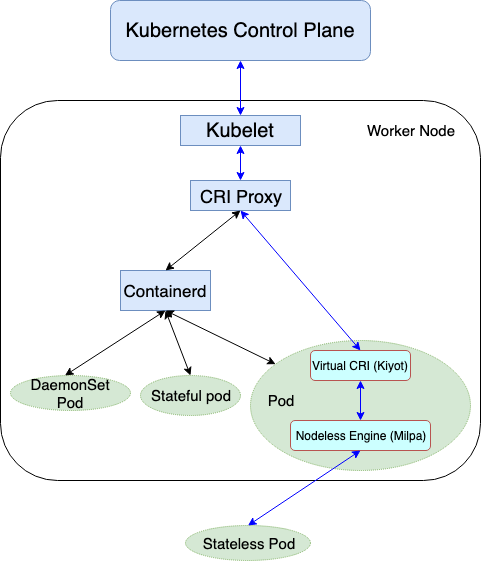 Kubernetes Control Plane
Kubelet
Worker Node
CRI Proxy
Containerd
Virtual CRI (Kiyot)
DaemonSet
Pod
Stateful pod
Pod
Nodeless Engine (Milpa)
Stateless Pod